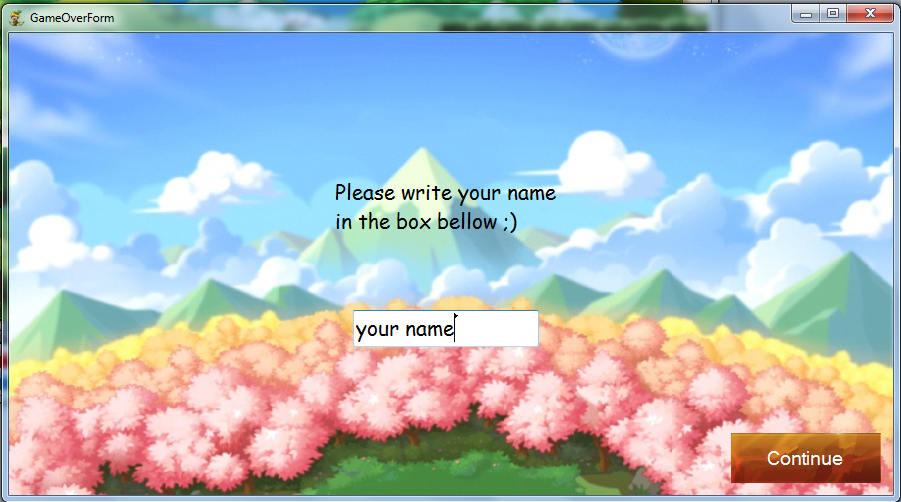 GameOverForm
Please write your name
in the box bellow ;)
your name
Continue